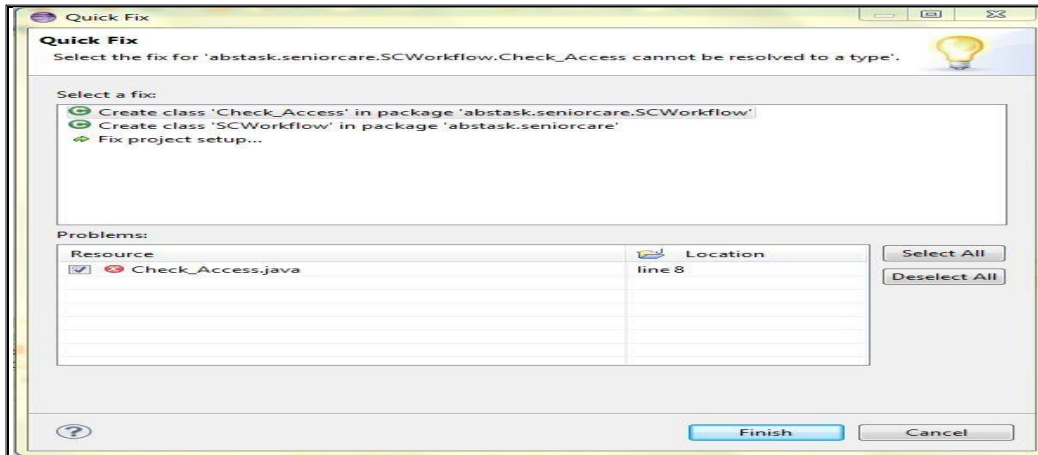 Quick Fix
Quick Fix
Select the fix for 'abstask.seniorcare.SCWorkflow.Check_Access cannot be resolved to a type'.
Select a fix:
Create class 'Check_Access' in package 'abstask.seniorcare.SCWorkflow'
Create class 'SCWorkflow' in package 'abstask.seniorcare'
Fix project setup...
Problems:
Resource Location
Check_Access.java line 8
Select All
Deselect All
Finish Cancel